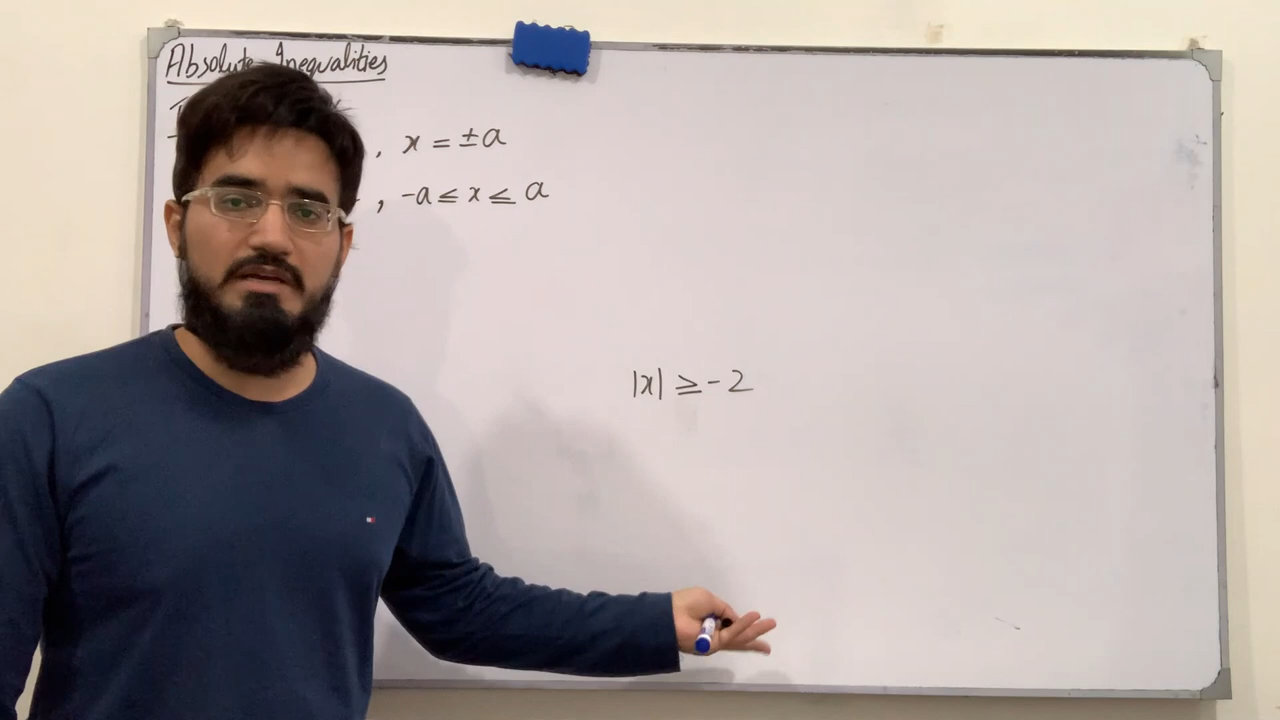 Absolute Inequalities
, x = ±a
, -a ≤ x ≤ a
|x| ≥ -2